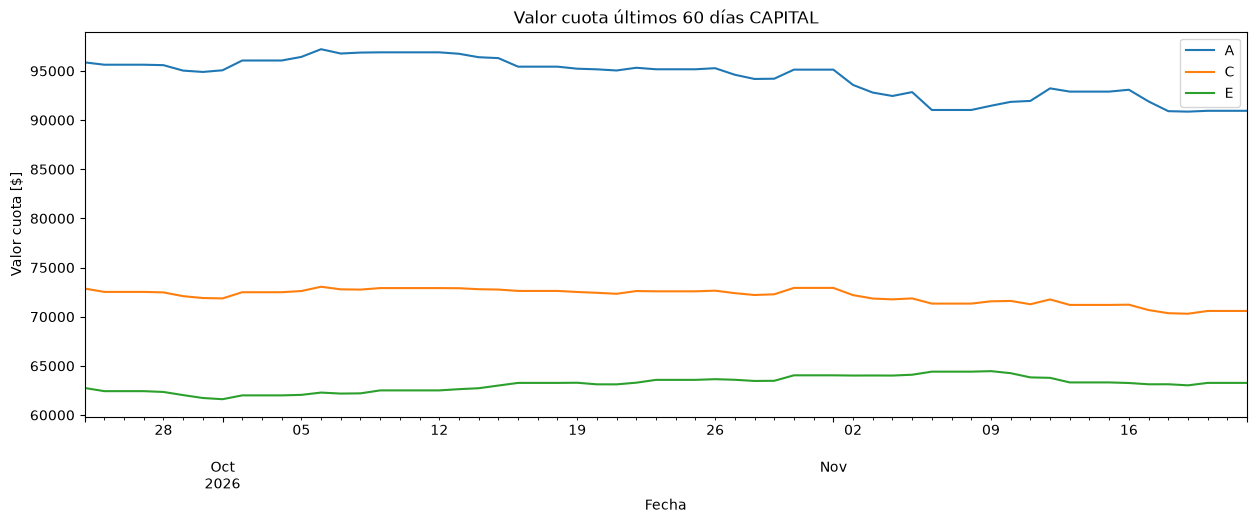 Valor cuota últimos 60 días CAPITAL
A
C
E
Valor cuota [$]
95000
90000
85000
80000
75000
70000
65000
60000
28 05 12 19 26 02 09 16
Oct Nov
2026
Fecha